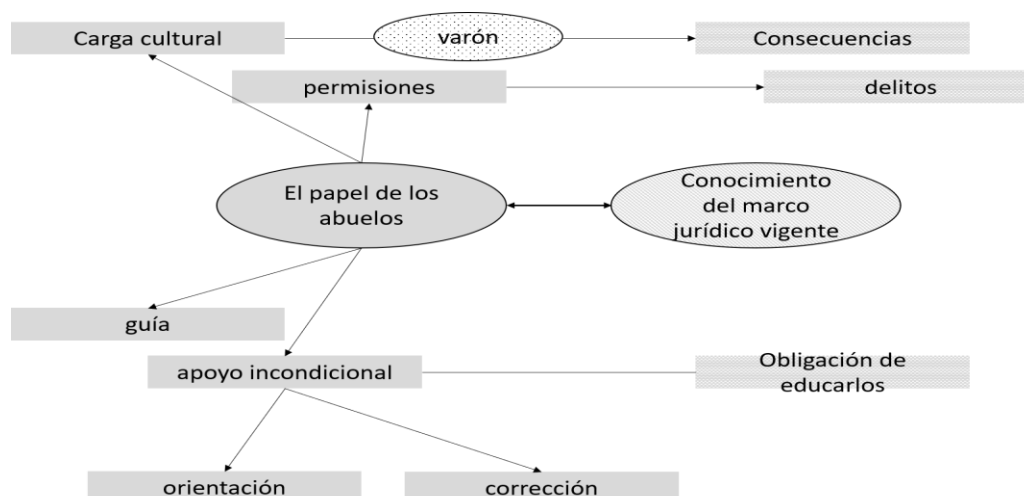 Carga cultural
varón
Consecuencias
permisiones
delitos
El papel de los
abuelos
Conocimiento
del marco
jurídico vigente
guía
apoyo incondicional
Obligación de
educarlos
orientación
corrección